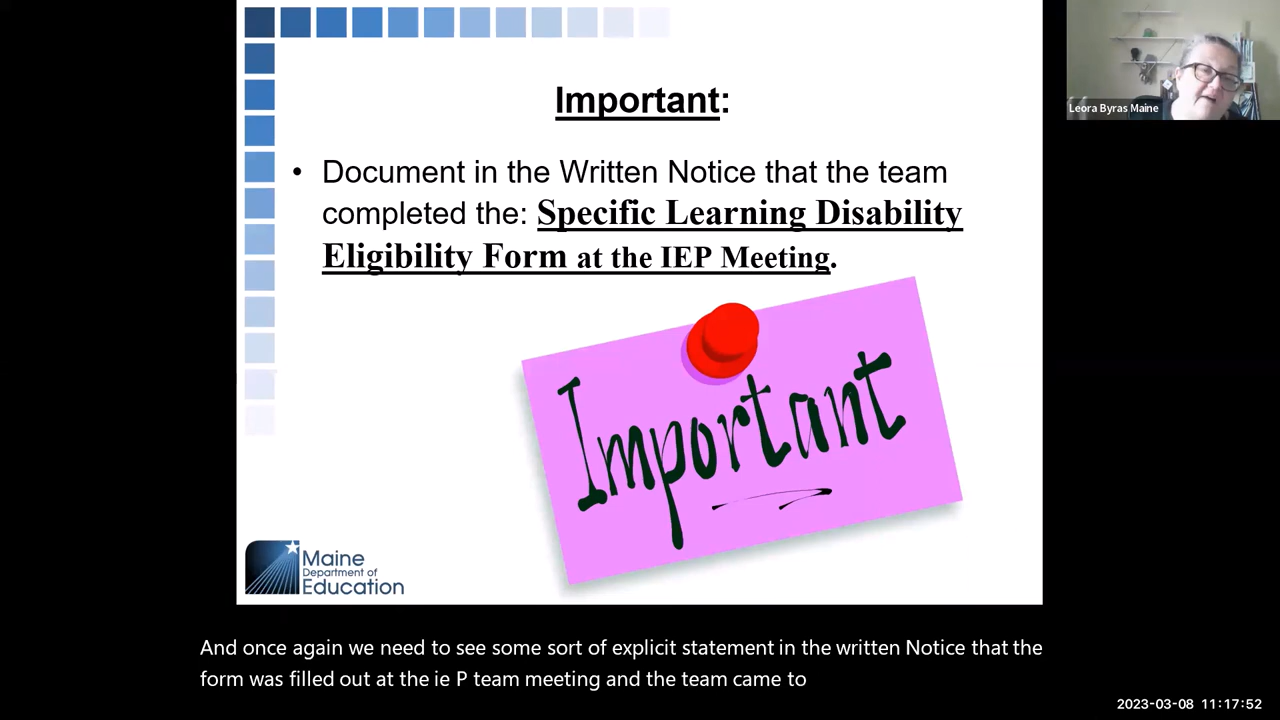 Important:
• Document in the Written Notice that the team
completed the: Specific Learning Disability
Eligibility Form at the IEP Meeting.
Important
Maine
Department of
Education
Leora Byras Maine
And once again we need to see some sort of explicit statement in the written Notice that the
form was filled out at the ie P team meeting and the team came to
2023-03-08 11:17:52